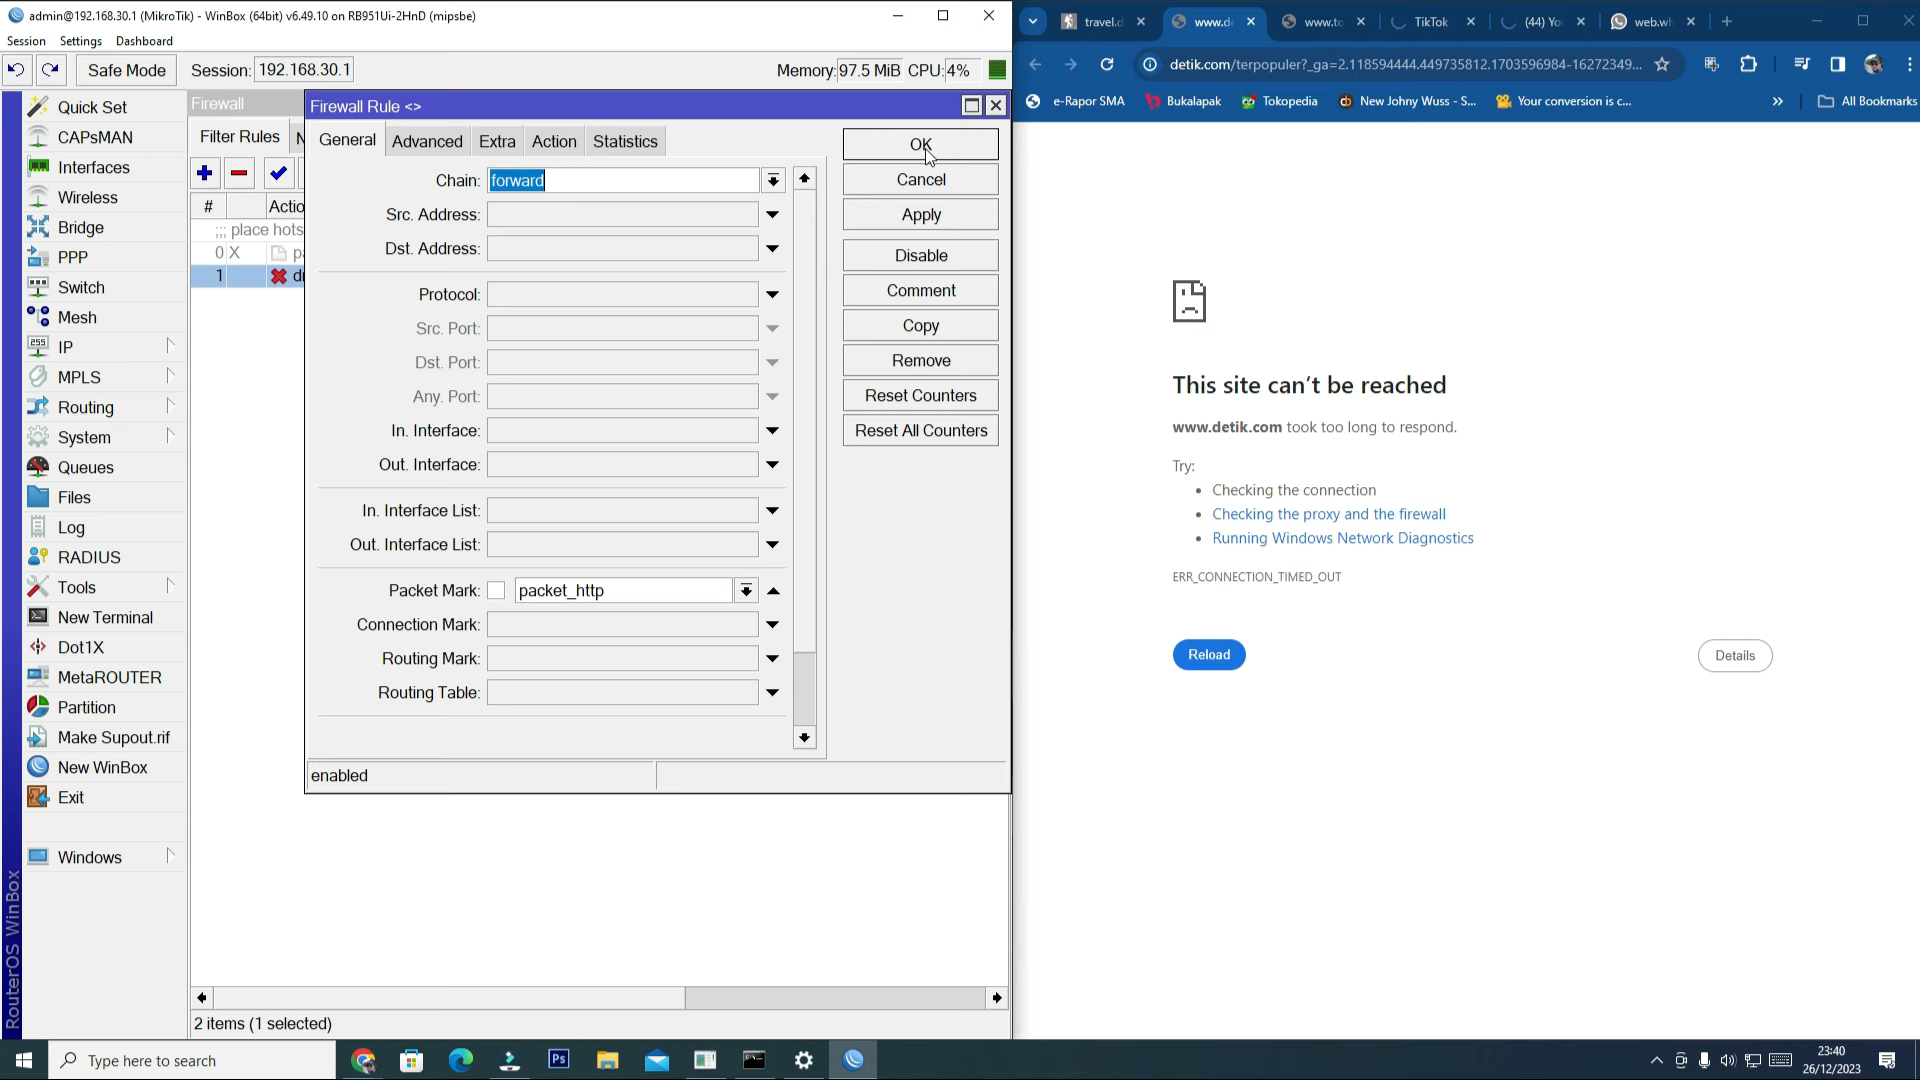 admin@192.168.30.1 (MikroTik) - WinBox (64bit) v6.49.10 on RB951Ui-2HnD (mipsbe)
Session Settings Dashboard
Safe Mode Session: 192.168.30.1 Memory: 97.5 MiB CPU: 4%
Quick Set
CAPsMAN
Interfaces
Wireless
Bridge
PPP
Switch
Mesh
IP
MPLS
Routing
System
Queues
Files
Log
RADIUS
Tools
New Terminal
Dot1X
MetaROUTER
Partition
Make Supout.rif
New WinBox
Exit
Windows
RouterOS WinBox
Firewall
Filter Rules
# Actio
;;; place hots
0 X pa
1 dr
2 items (1 selected)
Firewall Rule <>
General Advanced Extra Action Statistics
Chain: forward
Src. Address:
Dst. Address:
Protocol:
Src. Port:
Dst. Port:
Any. Port:
In. Interface:
Out. Interface:
In. Interface List:
Out. Interface List:
Packet Mark: packet_http
Connection Mark:
Routing Mark:
Routing Table:
enabled
OK
Cancel
Apply
Disable
Comment
Copy
Remove
Reset Counters
Reset All Counters
travel.d www.de www.to TikTok (44) Yo web.wh
detik.com/terpopuler?_ga=2.118594444.449735812.1703596984-16272349...
e-Rapor SMA Bukalapak Tokopedia New Johny Wuss - S... Your conversion is c... » All Bookmarks
This site can’t be reached
www.detik.com took too long to respond.
Try:
• Checking the connection
• Checking the proxy and the firewall
• Running Windows Network Diagnostics
ERR_CONNECTION_TIMED_OUT
Reload Details
Type here to search
Ps
23:40
26/12/2023